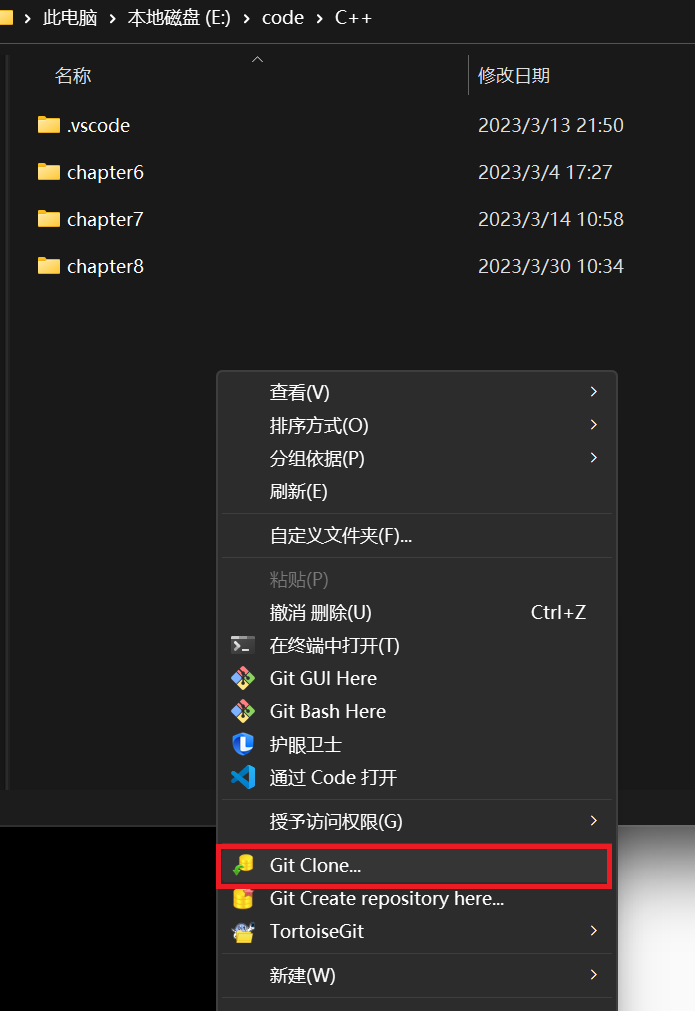 此电脑 › 本地磁盘 (E:) › code › C++
名称 修改日期
.vscode 2023/3/13 21:50
chapter6 2023/3/4 17:27
chapter7 2023/3/14 10:58
chapter8 2023/3/30 10:34
查看(V)
排序方式(O)
分组依据(P)
刷新(E)
自定义文件夹(F)...
粘贴(P)
撤消 删除(U) Ctrl+Z
在终端中打开(T)
Git GUI Here
Git Bash Here
护眼卫士
通过 Code 打开
授予访问权限(G)
Git Clone...
Git Create repository here...
TortoiseGit
新建(W)